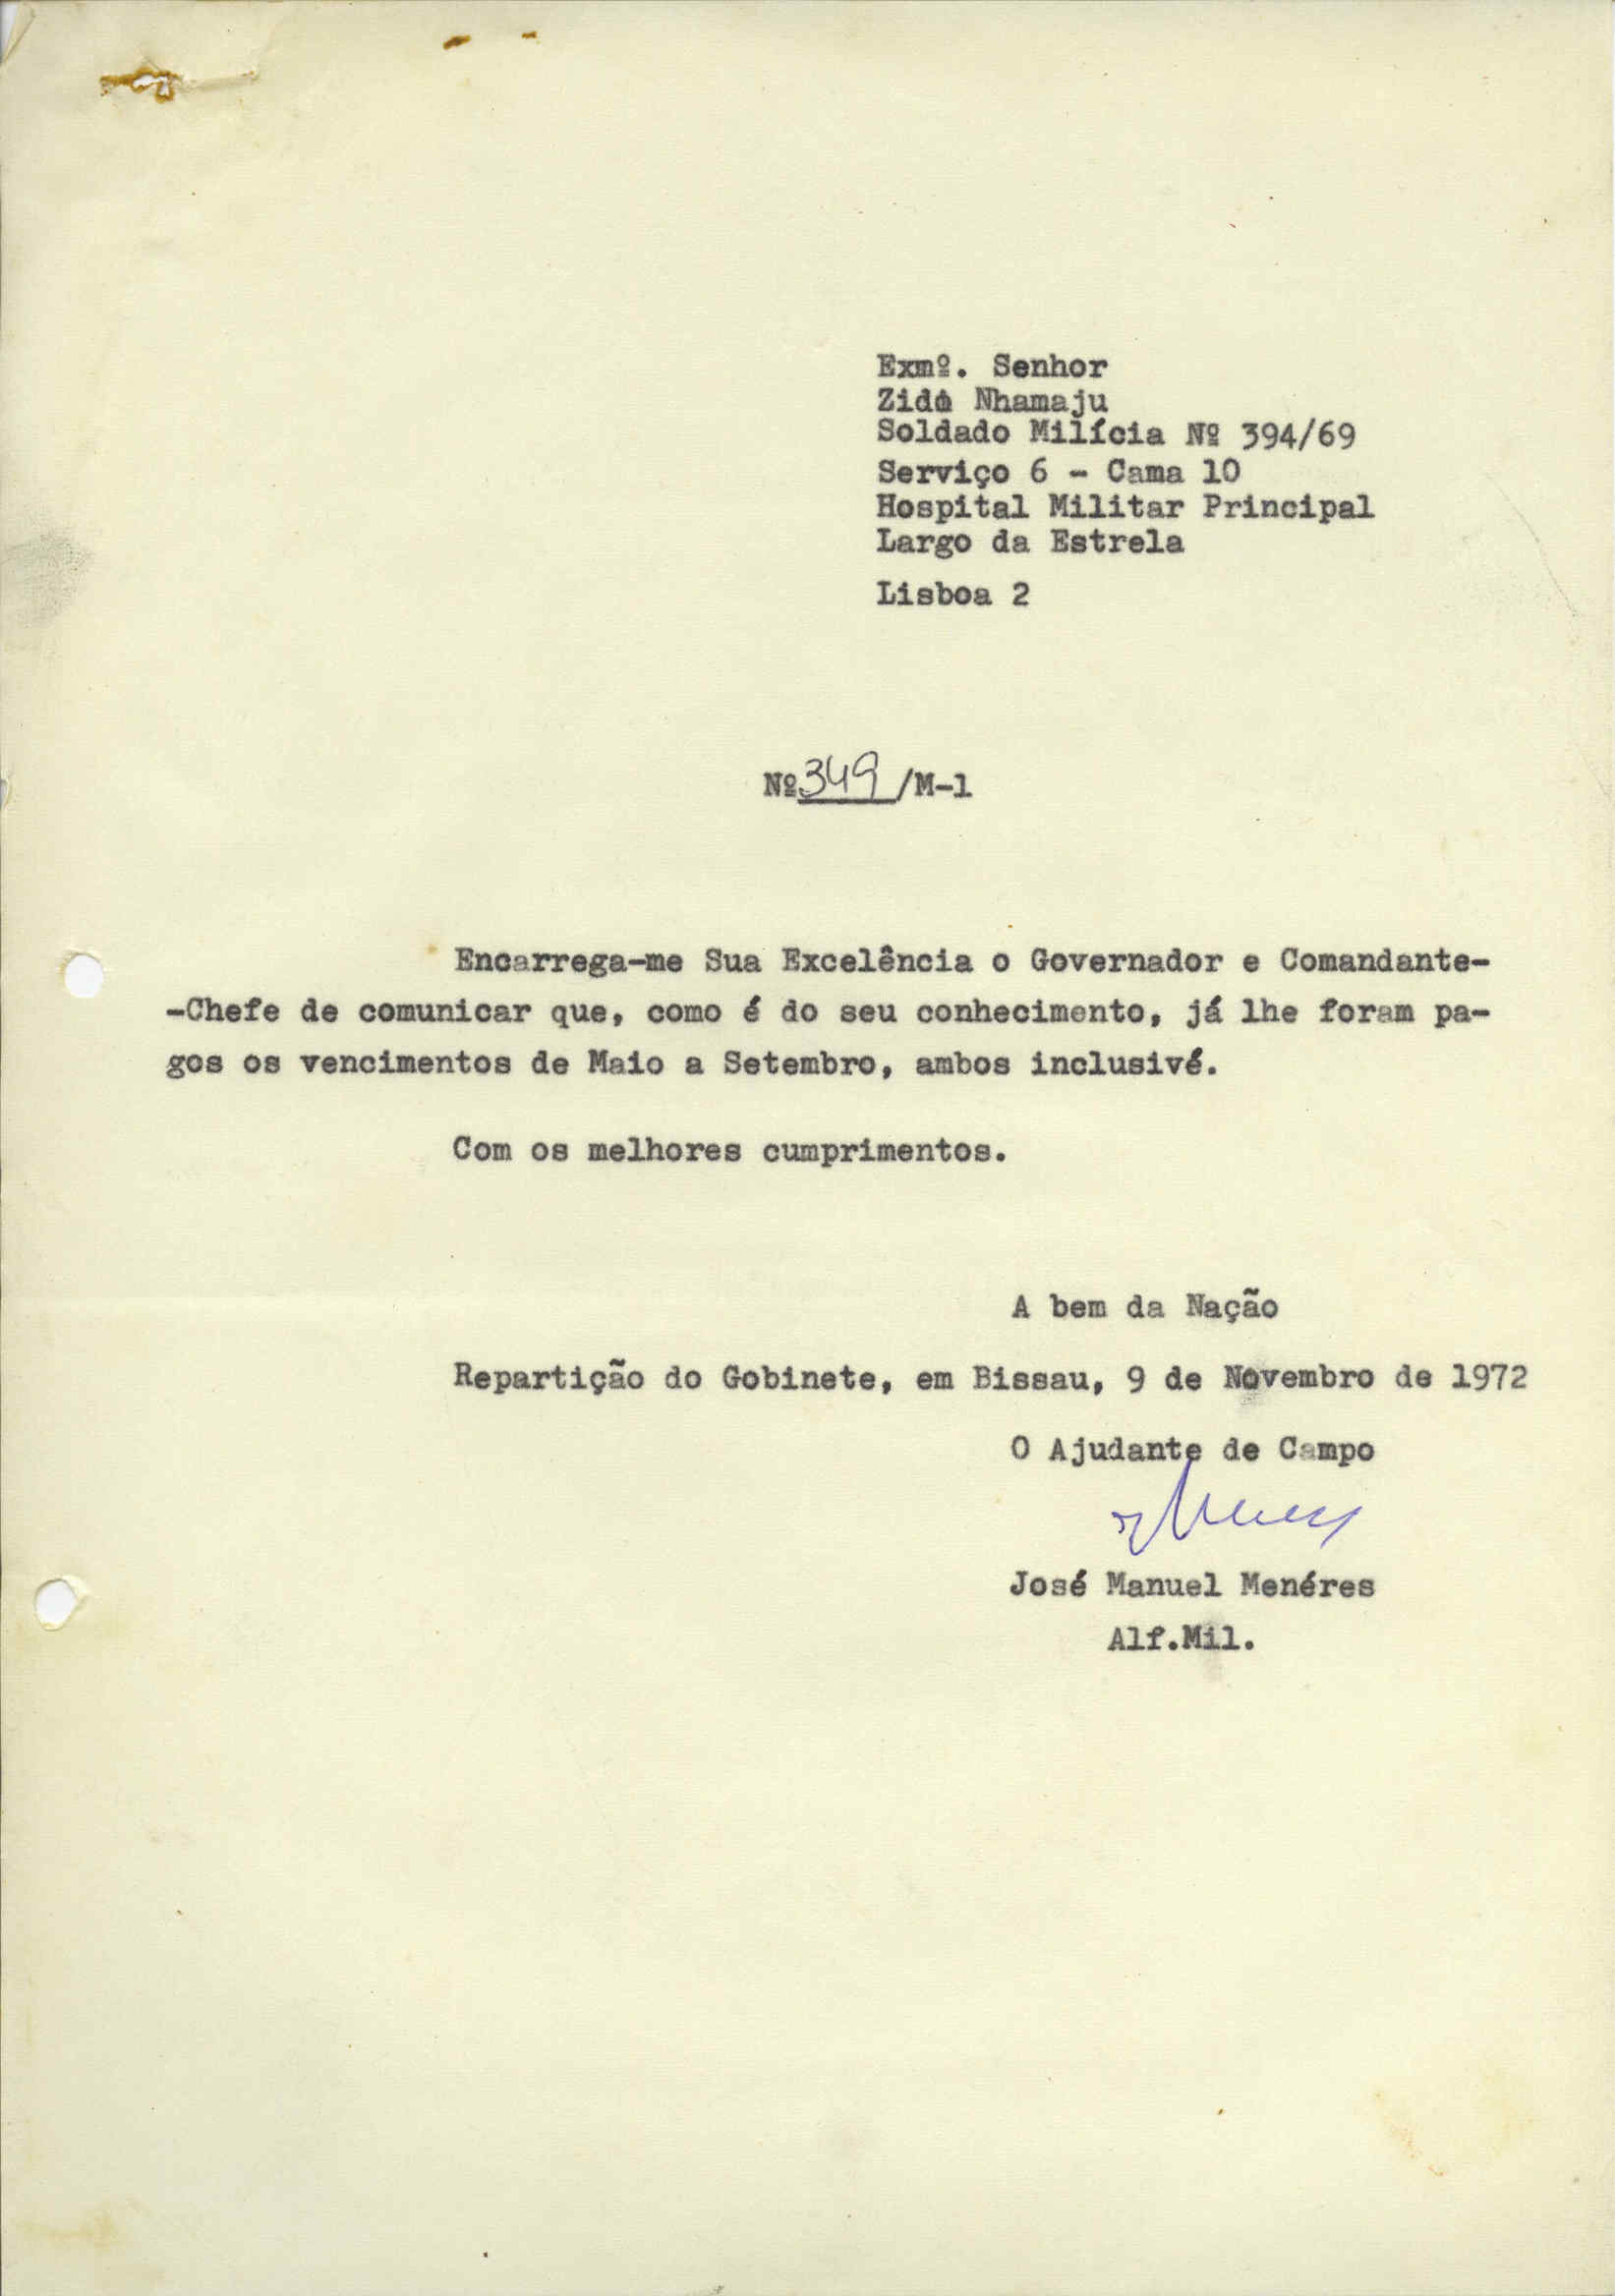 Exmº. Senhor
Nhamaju
Soldado Milícia Nº 394/69
Serviço 6 - Cama 10
Hospital Militar Principal
Largo da Estrela
Lisboa 2
Nº 349 /M-1
Encarrega-me Sua Excelência o Governador e Comandante-
-Chefe de comunicar que, como é do seu conhecimento, já lhe foram pa-
gos os vencimentos de Maio a Setembro, ambos inclusivé.
Com os melhores cumprimentos.
A bem da Nação
Repartição do Gobinete, em Bissau, 9 de Novembro de 1972
O Ajudante de Campo
José Manuel Menéres
Alf.Mil.